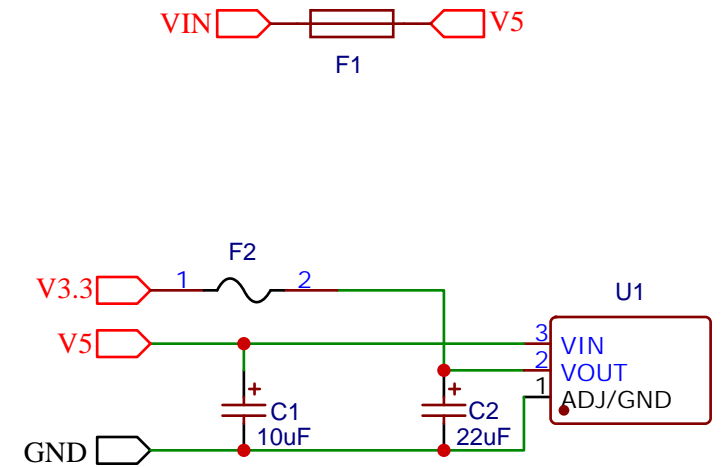 VIN V5
F1
F2
V3.3 1 2
U1
V5 3 VIN
2 VOUT
1 ADJ/GND
+ C1 + C2
10uF 22uF
GND